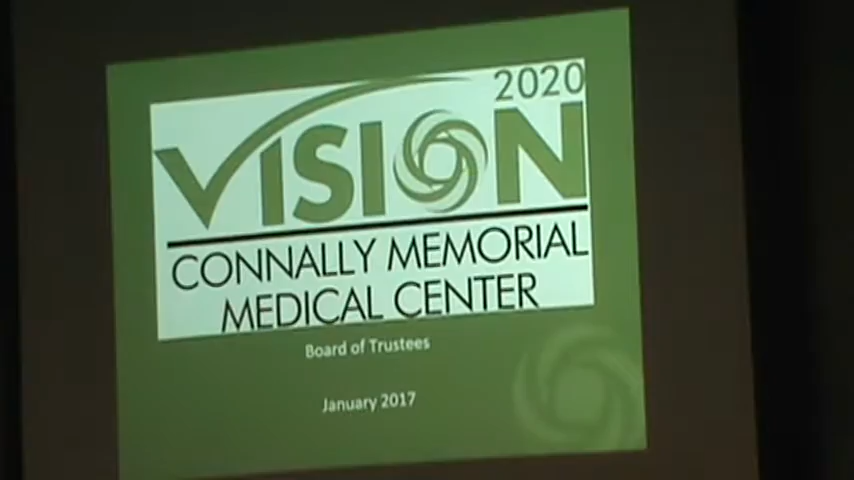 2020
VISION
CONNALLY MEMORIAL
MEDICAL CENTER
Board of Trustees
January 2017